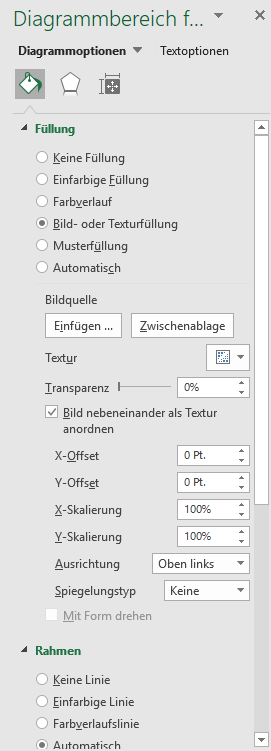 Diagrammbereich f...
Diagrammoptionen Textoptionen
Füllung
Keine Füllung
Einfarbige Füllung
Farbverlauf
Bild- oder Texturfüllung
Musterfüllung
Automatisch
Bildquelle
Einfügen ... Zwischenablage
Textur
Transparenz 0%
Bild nebeneinander als Textur
anordnen
X-Offset 0 Pt.
Y-Offset 0 Pt.
X-Skalierung 100%
Y-Skalierung 100%
Ausrichtung Oben links
Spiegelungstyp Keine
Mit Form drehen
Rahmen
Keine Linie
Einfarbige Linie
Farbverlaufslinie
Automatisch